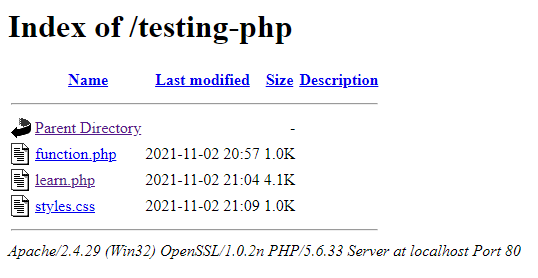 Index of /testing-php
Name Last modified Size Description
Parent Directory -
function.php 2021-11-02 20:57 1.0K
learn.php 2021-11-02 21:04 4.1K
styles.css 2021-11-02 21:09 1.0K
Apache/2.4.29 (Win32) OpenSSL/1.0.2n PHP/5.6.33 Server at localhost Port 80